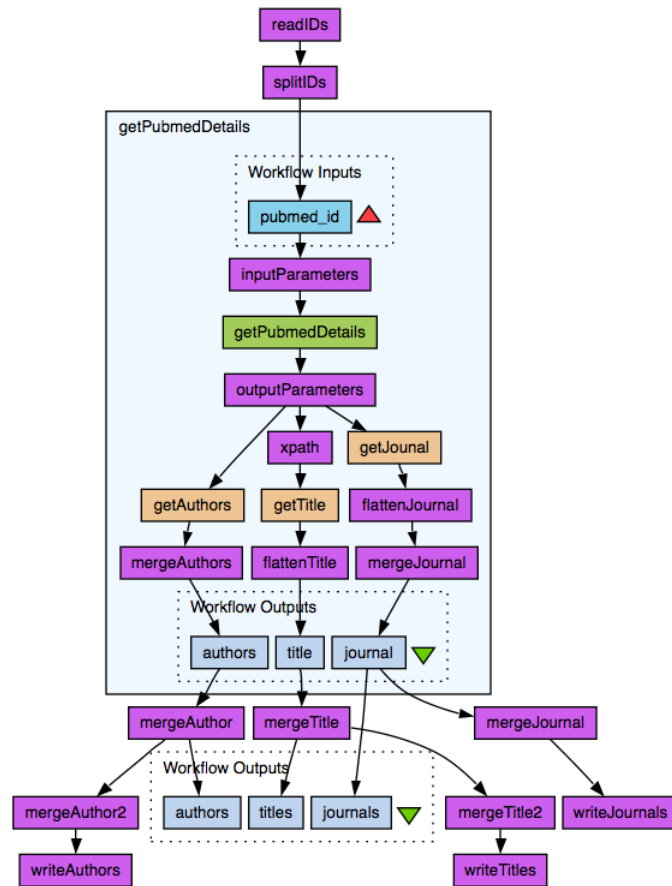 readIDs
splitIDs
getPubmedDetails
Workflow Inputs
pubmed_id
inputParameters
getPubmedDetails
outputParameters
xpath
getJounal
getAuthors
getTitle
flattenJournal
mergeAuthors
flattenTitle
mergeJournal
Workflow Outputs
authors
title
journal
mergeAuthor
mergeTitle
mergeJournal
Workflow Outputs
mergeAuthor2
authors
titles
journals
mergeTitle2
writeJournals
writeAuthors
writeTitles